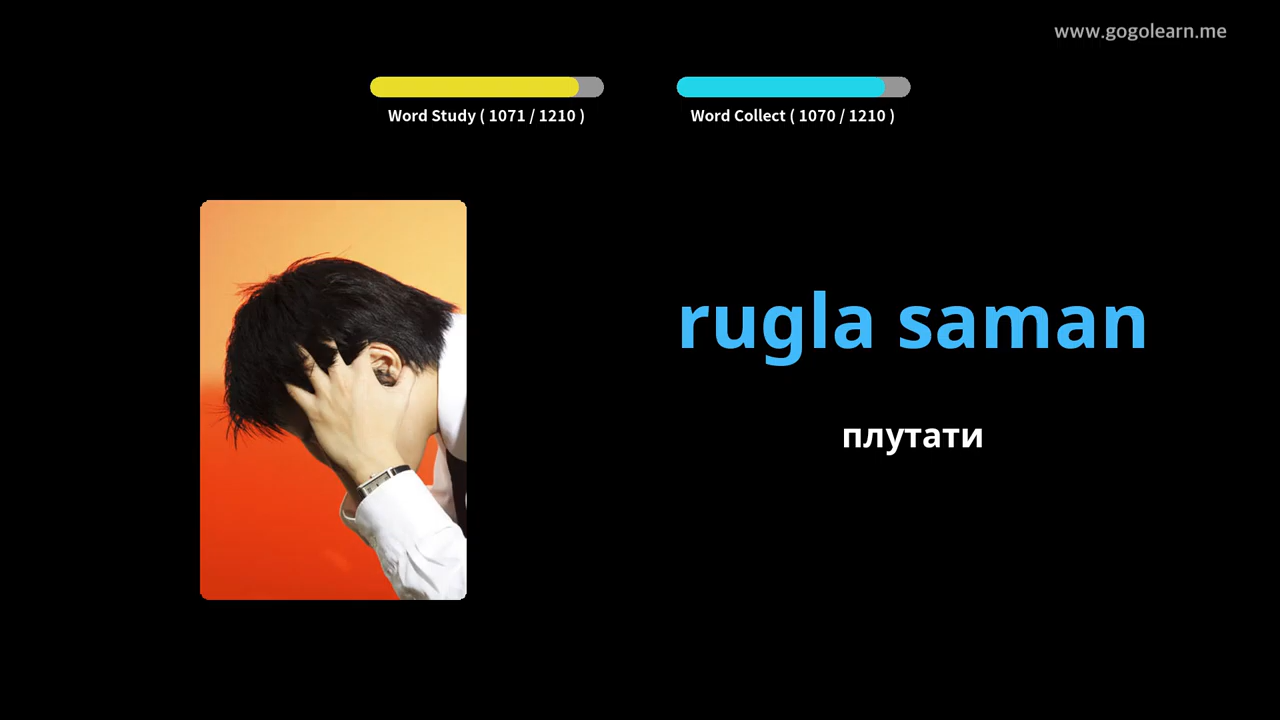 www.gogolearn.me
Word Study ( 1071 / 1210 )
Word Collect ( 1070 / 1210 )
rugla saman
плутати